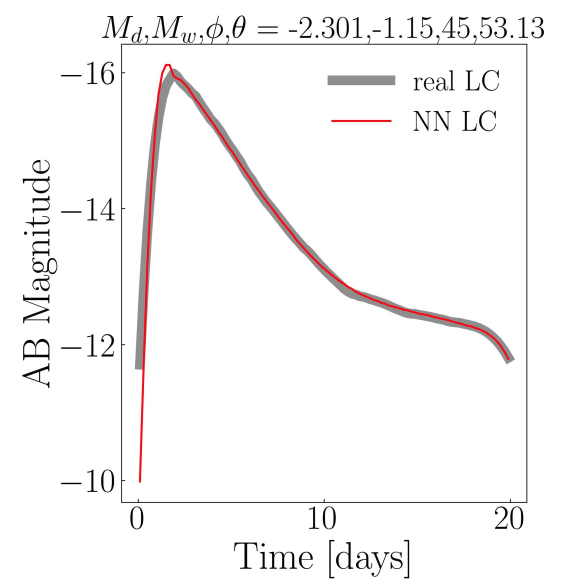 M_d,M_w,ϕ,θ = -2.301,-1.15,45,53.13
real LC
NN LC
AB Magnitude
−16
−14
−12
−10
0 10 20
Time [days]